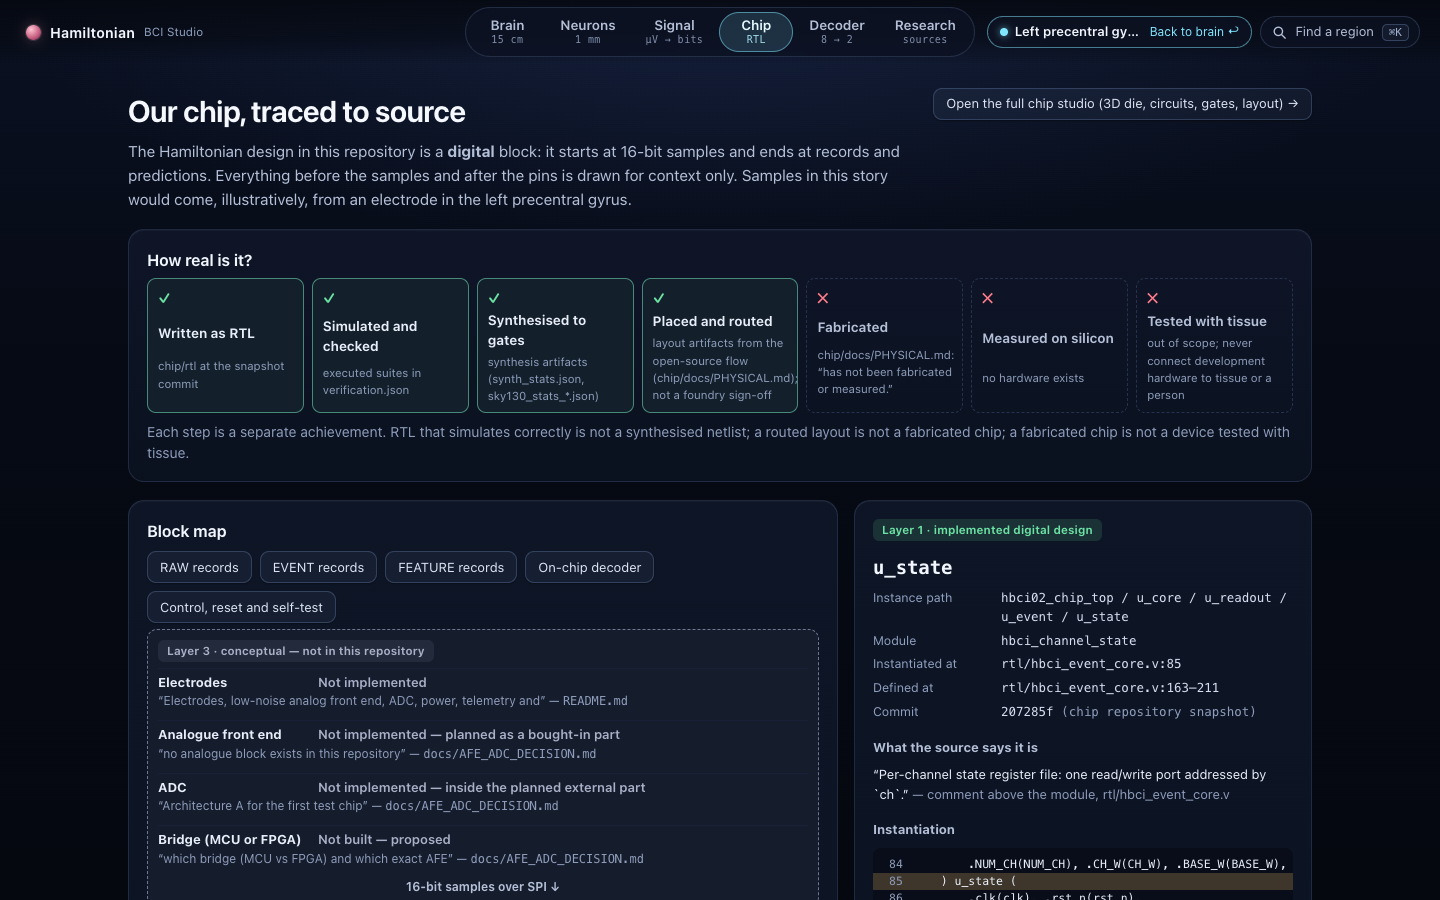 Hamiltonian BCI Studio
Brain
15 cm
Neurons
1 mm
Signal
µV → bits
Chip
RTL
Decoder
8 → 2
Research
sources
Left precentral gy... Back to brain ↩
Find a region ⌘K
Our chip, traced to source
Open the full chip studio (3D die, circuits, gates, layout) →
The Hamiltonian design in this repository is a digital block: it starts at 16-bit samples and ends at records and
predictions. Everything before the samples and after the pins is drawn for context only. Samples in this story
would come, illustratively, from an electrode in the left precentral gyrus.
How real is it?
✓
Written as RTL
chip/rtl at the snapshot
commit
✓
Simulated and
checked
executed suites in
verification.json
✓
Synthesised to
gates
synthesis artifacts
(synth_stats.json,
sky130_stats_*.json)
✓
Placed and routed
layout artifacts from the
open-source flow
(chip/docs/PHYSICAL.md);
not a foundry sign-off
✕
Fabricated
chip/docs/PHYSICAL.md:
“has not been fabricated
or measured.”
✕
Measured on silicon
no hardware exists
✕
Tested with tissue
out of scope; never
connect development
hardware to tissue or a
person
Each step is a separate achievement. RTL that simulates correctly is not a synthesised netlist; a routed layout is not a fabricated chip; a fabricated chip is not a device tested with
tissue.
Block map
RAW records
EVENT records
FEATURE records
On-chip decoder
Control, reset and self-test
Layer 3 · conceptual — not in this repository
Electrodes Not implemented
“Electrodes, low-noise analog front end, ADC, power, telemetry and” — README.md
Analogue front end Not implemented — planned as a bought-in part
“no analogue block exists in this repository” — docs/AFE_ADC_DECISION.md
ADC Not implemented — inside the planned external part
“Architecture A for the first test chip” — docs/AFE_ADC_DECISION.md
Bridge (MCU or FPGA) Not built — proposed
“which bridge (MCU vs FPGA) and which exact AFE” — docs/AFE_ADC_DECISION.md
16-bit samples over SPI ↓
Layer 1 · implemented digital design
u_state
Instance path hbci02_chip_top / u_core / u_readout /
u_event / u_state
Module hbci_channel_state
Instantiated at rtl/hbci_event_core.v:85
Defined at rtl/hbci_event_core.v:163–211
Commit 207285f (chip repository snapshot)
What the source says it is
“Per-channel state register file: one read/write port addressed by
`ch`.” — comment above the module, rtl/hbci_event_core.v
Instantiation
84 .NUM_CH(NUM_CH), .CH_W(CH_W), .BASE_W(BASE_W),
85 ) u_state (
86 .clk(clk), .rst_n(rst_n),